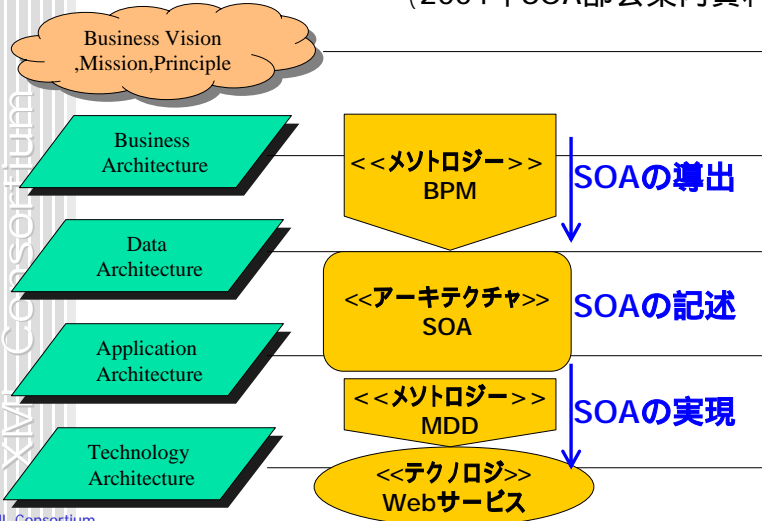 Business Vision
,Mission,Principle
Business
Architecture
<<メソトロジー>>
BPM
SOAの導出
Data
Architecture
<<アーキテクチャ>>
SOA
SOAの記述
Application
Architecture
<<メソトロジー>>
MDD
SOAの実現
Technology
Architecture
<<テクノロジ>>
Webサービス
XML Consortium
Consortium